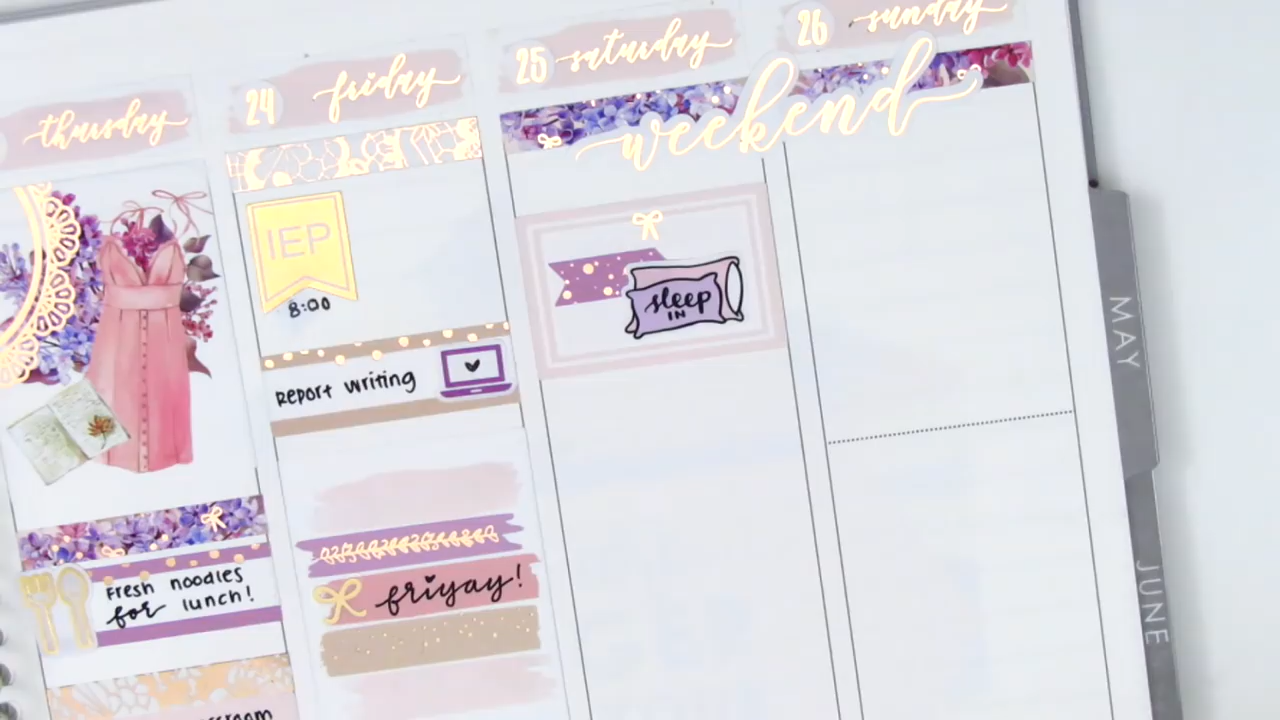 thursday
24 friday
25 saturday
26 sunday
weekend
IEP
8:00
Report writing
sleep
IN
Fresh noodles
for lunch!
friyay!
MAY
JUNE